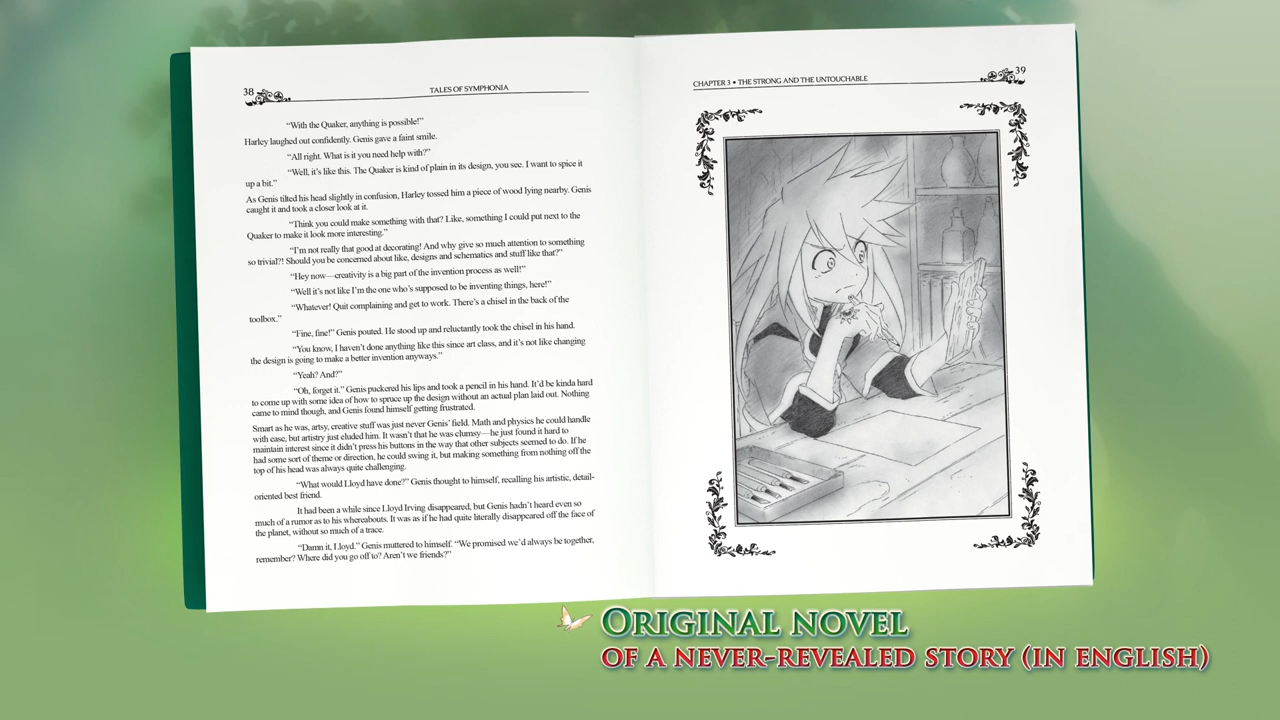 38
TALES OF SYMPHONIA
“With the Quaker, anything is possible!”
Harley laughed out confidently. Genis gave a faint smile.
“All right. What is it you need help with?”
“Well, it’s like this. The Quaker is kind of plain in its design, you see. I want to spice it
up a bit.”
As Genis tilted his head slightly in confusion, Harley tossed him a piece of wood lying nearby. Genis
caught it and took a closer look at it.
“Think you could make something with that? Like, something I could put next to the
Quaker to make it look more interesting.”
“I’m not really that good at decorating! And why give so much attention to something
so trivial?! Should you be concerned about like, designs and schematics and stuff like that?”
“Hey now—creativity is a big part of the invention process as well!”
“Well it’s not like I’m the one who’s supposed to be inventing things, here!”
“Whatever! Quit complaining and get to work. There’s a chisel in the back of the
toolbox.”
“Fine, fine!” Genis pouted. He stood up and reluctantly took the chisel in his hand.
“You know, I haven’t done anything like this since art class, and it’s not like changing
the design is going to make a better invention anyways.”
“Yeah? And?”
“Oh, forget it.” Genis puckered his lips and took a pencil in his hand. It’d be kinda hard
to come up with some idea of how to spruce up the design without an actual plan laid out. Nothing
came to mind though, and Genis found himself getting frustrated.
Smart as he was, artsy, creative stuff was just never Genis’ field. Math and physics he could handle
with ease, but artistry just eluded him. It wasn’t that he was clumsy—he just found it hard to
maintain interest since it didn’t press his buttons in the way that other subjects seemed to do. If he
had some sort of theme or direction, he could swing it, but making something from nothing off the
top of his head was always quite challenging.
“What would Lloyd have done?” Genis thought to himself, recalling his artistic, detail-
oriented best friend.
It had been a while since Lloyd Irving disappeared, but Genis hadn’t heard even so
much of a rumor as to his whereabouts. It was as if he had quite literally disappeared off the face of
the planet, without so much of a trace.
“Damn it, Lloyd.” Genis muttered to himself. “We promised we’d always be together,
remember? Where did you go off to? Aren’t we friends?”
CHAPTER 3 • THE STRONG AND THE UNTOUCHABLE
39
ORIGINAL NOVEL
OF A NEVER-REVEALED STORY (IN ENGLISH)